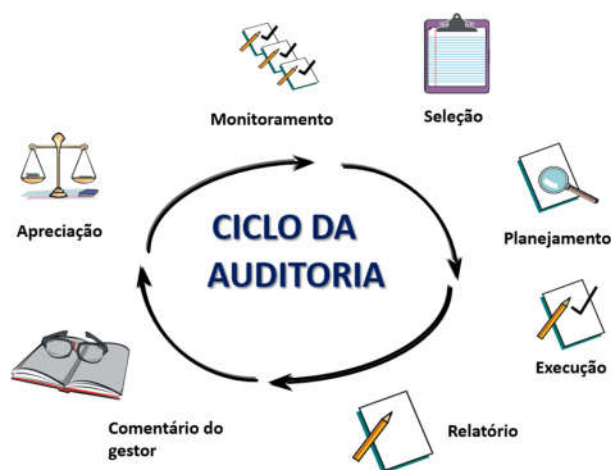 Monitoramento
Seleção
Apreciação
CICLO DA
AUDITORIA
Planejamento
Execução
Comentário do
gestor
Relatório